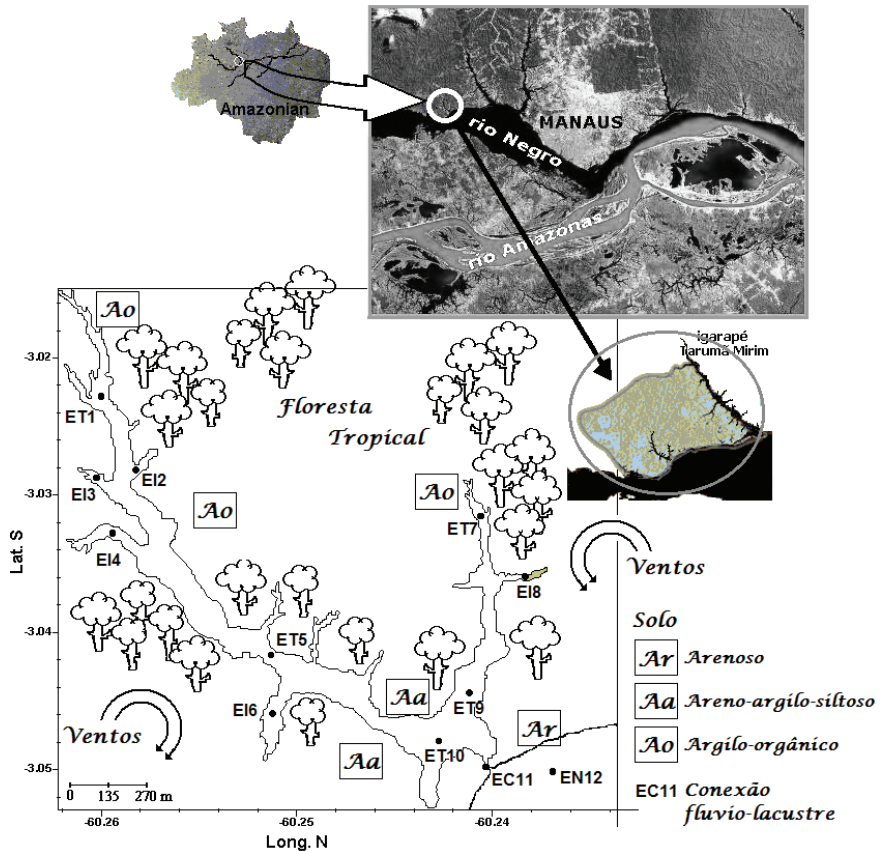 Amazonian
MANAUS
rio Negro
rio Amazonas
igarapé
Tarumã Mirim
Ao
-3.02
ET1
Floresta
Tropical
Ao
-3.03
EI3
EI2
Ao
ET7
EI4
EI8
Ventos
Lat. S
Solo
-3.04
ET5
Ar Arenoso
Aa
Aa Areno-argilo-siltoso
EI6
ET9
Ventos
Ar
Ao Argilo-orgânico
Aa
ET10
-3.05
EC11
EN12
EC11 Conexão
flúvio-lacustre
0 135 270 m
-60.26
-60.25
-60.24
Long. N